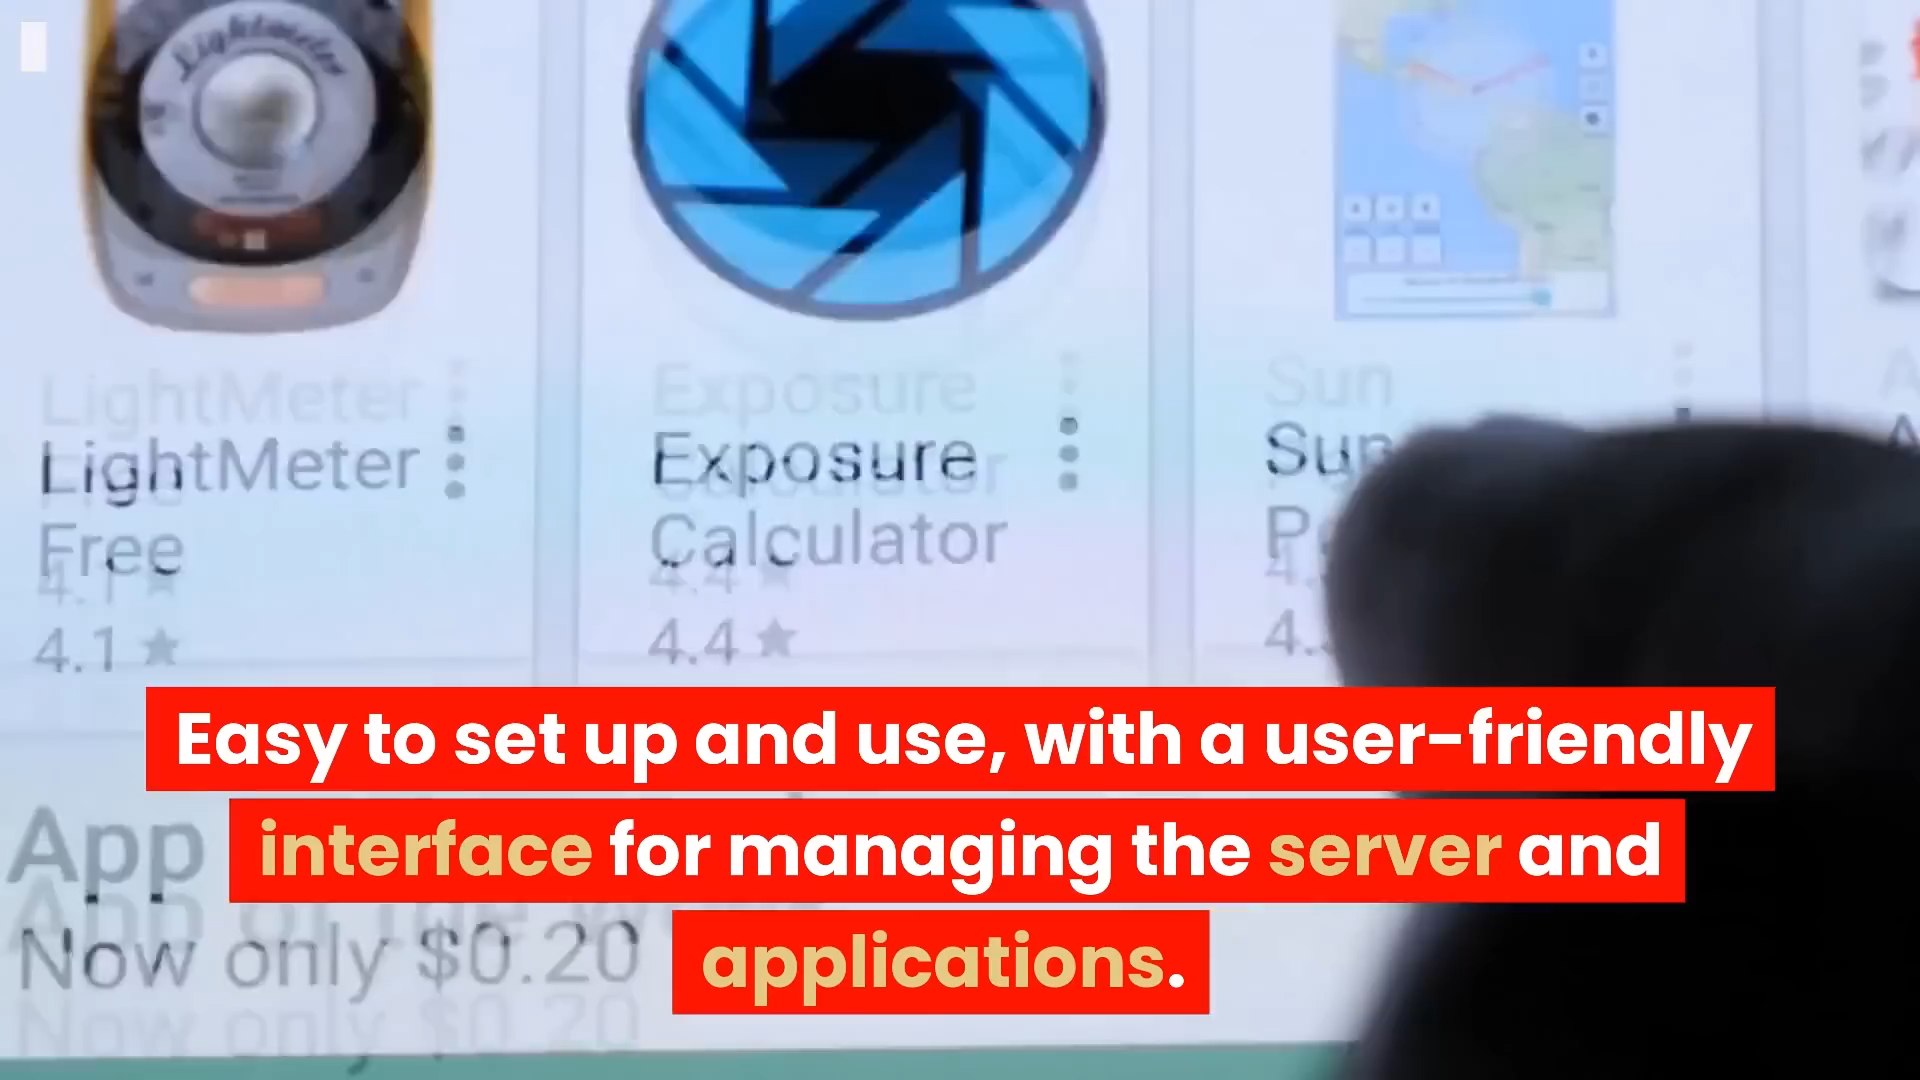 Lightmeter
LightMeter
Free
4.1 ★
Exposure
Calculator
4.4 ★
Sun
4.
App
Now only $0.20
Easy to set up and use, with a user-friendly
interface for managing the server and
applications.